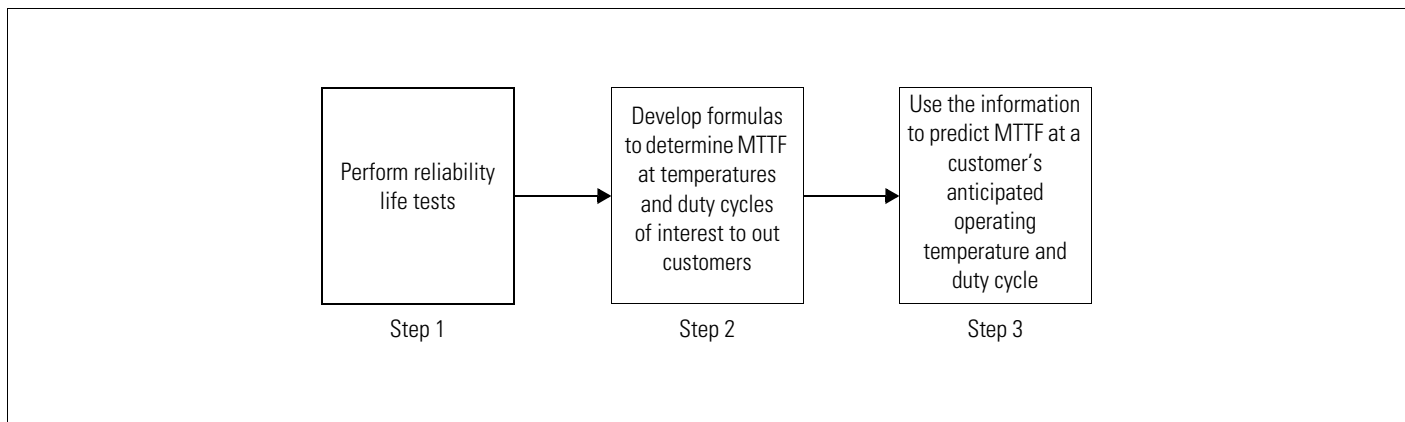 Perform reliability
life tests
Step 1
Develop formulas
to determine MTTF
at temperatures
and duty cycles
of interest to out
customers
Step 2
Use the information
to predict MTTF at a
customer's
anticipated
operating
temperature and
duty cycle
Step 3